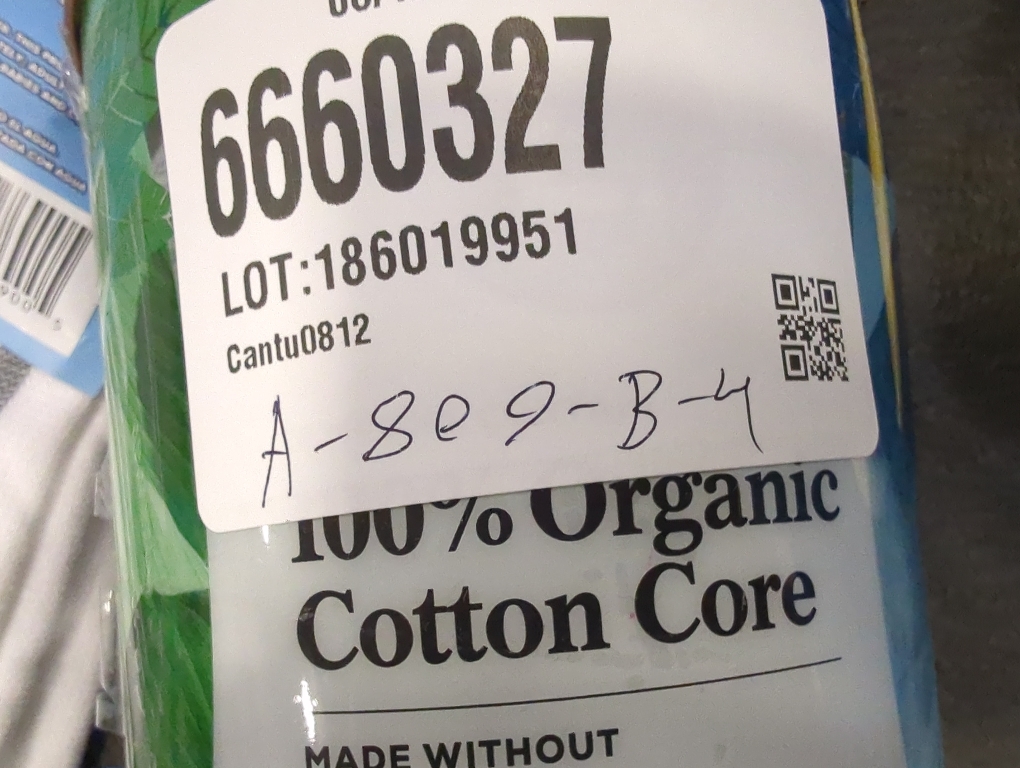 6660327
LOT:186019951
Cantu0812
A-809-B-4
100% Organic
Cotton Core
MADE WITHOUT